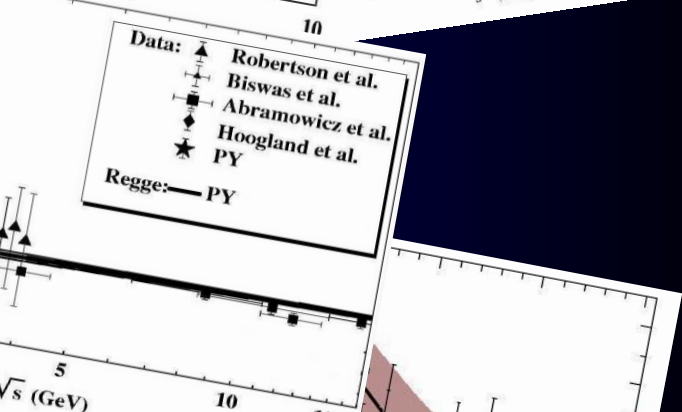 10
Data:
Robertson et al.
Biswas et al.
Abramowicz et al.
Hoogland et al.
PY
Regge: PY
5
10
√s (GeV)